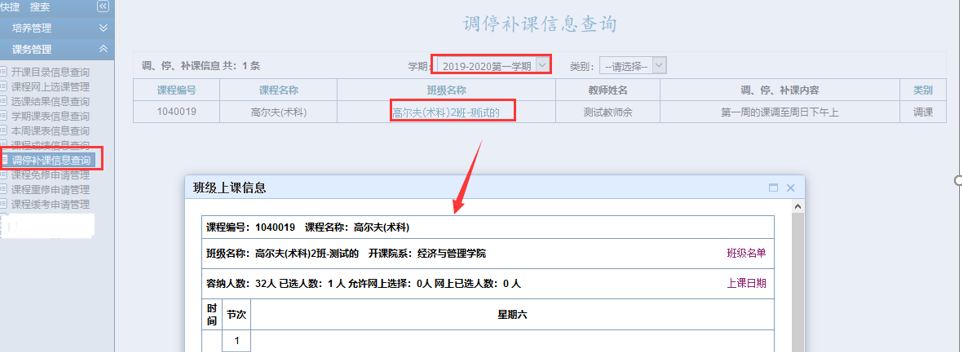 快捷 搜索
培养管理
课务管理
开课目录信息查询
课程网上选课管理
选课结果信息查询
学期课表信息查询
本周课表信息查询
课程成绩信息查询
调停补课信息查询
课程免修申请管理
课程重修申请管理
课程缓考申请管理
调停补课信息查询
调、停、补课信息 共：1 条 学期： 2019-2020第一学期 类别： --请选择--
课程编号 课程名称 班级名称 教师姓名 调、停、补课内容 类别
1040019 高尔夫(术科) 高尔夫(术科)2班-测试的 测试教师余 第一周的课调至周日下午上 调课
班级上课信息
课程编号：1040019 课程名称：高尔夫(术科)
班级名称：高尔夫(术科)2班-测试的 开课院系：经济与管理学院 班级名单
容纳人数：32人 已选人数：1 人 允许网上选择：0人 网上已选人数：0 人 上课日期
时间 节次 星期六
1